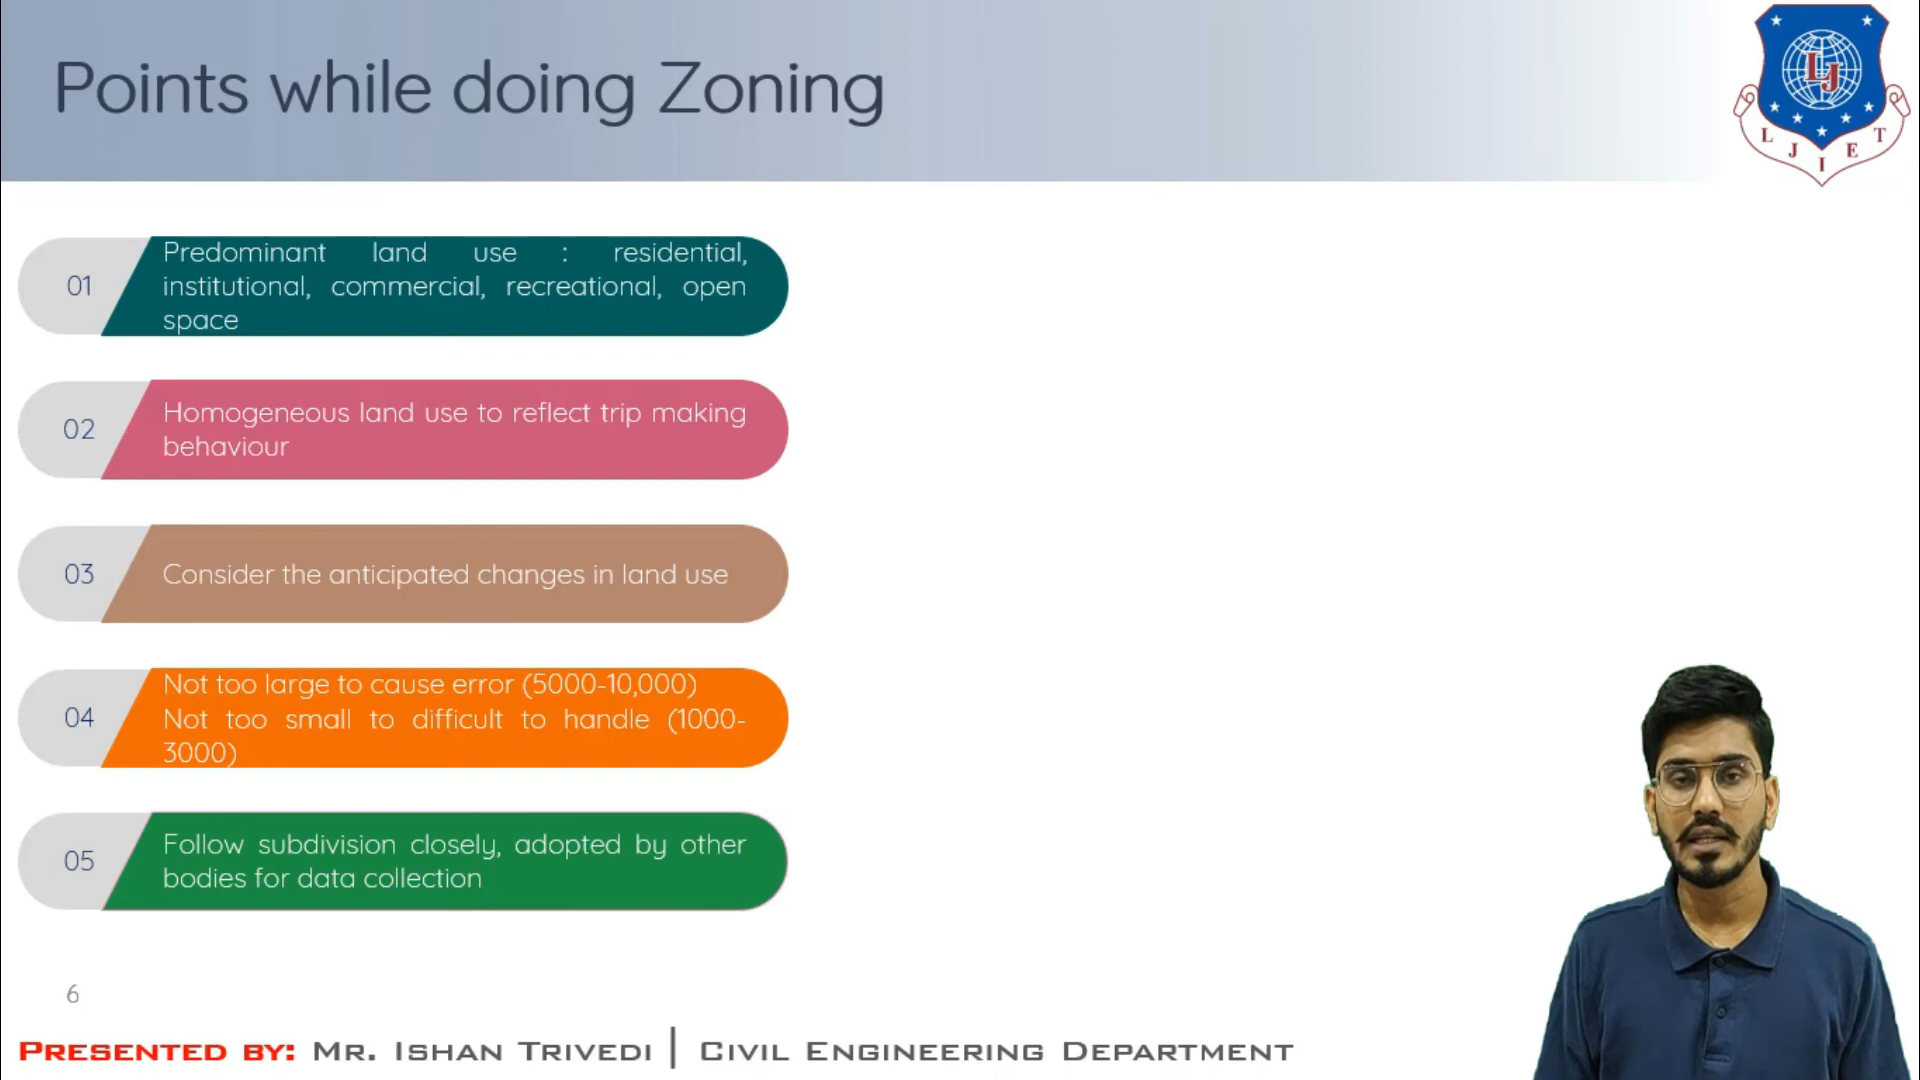 Points while doing Zoning
LJ
L J I E T
01
Predominant land use : residential,
institutional, commercial, recreational, open
space
02
Homogeneous land use to reflect trip making
behaviour
03
Consider the anticipated changes in land use
04
Not too large to cause error (5000-10,000)
Not too small to difficult to handle (1000-
3000)
05
Follow subdivision closely, adopted by other
bodies for data collection
6
PRESENTED BY: MR. ISHAN TRIVEDI | CIVIL ENGINEERING DEPARTMENT